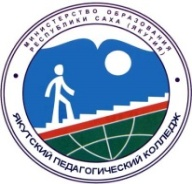 МИНИСТЕРСТВО ОБРАЗОВАНИЯ
РЕСПУБЛИКИ САХА (ЯКУТИЯ)
ЯКУТСКИЙ ПЕДАГОГИЧЕСКИЙ КОЛЛЕДЖ